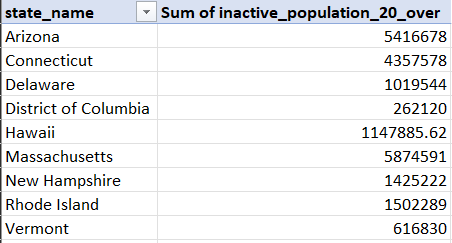 state_name Sum of inactive_population_20_over
Arizona 5416678
Connecticut 4357578
Delaware 1019544
District of Columbia 262120
Hawaii 1147885.62
Massachusetts 5874591
New Hampshire 1425222
Rhode Island 1502289
Vermont 616830